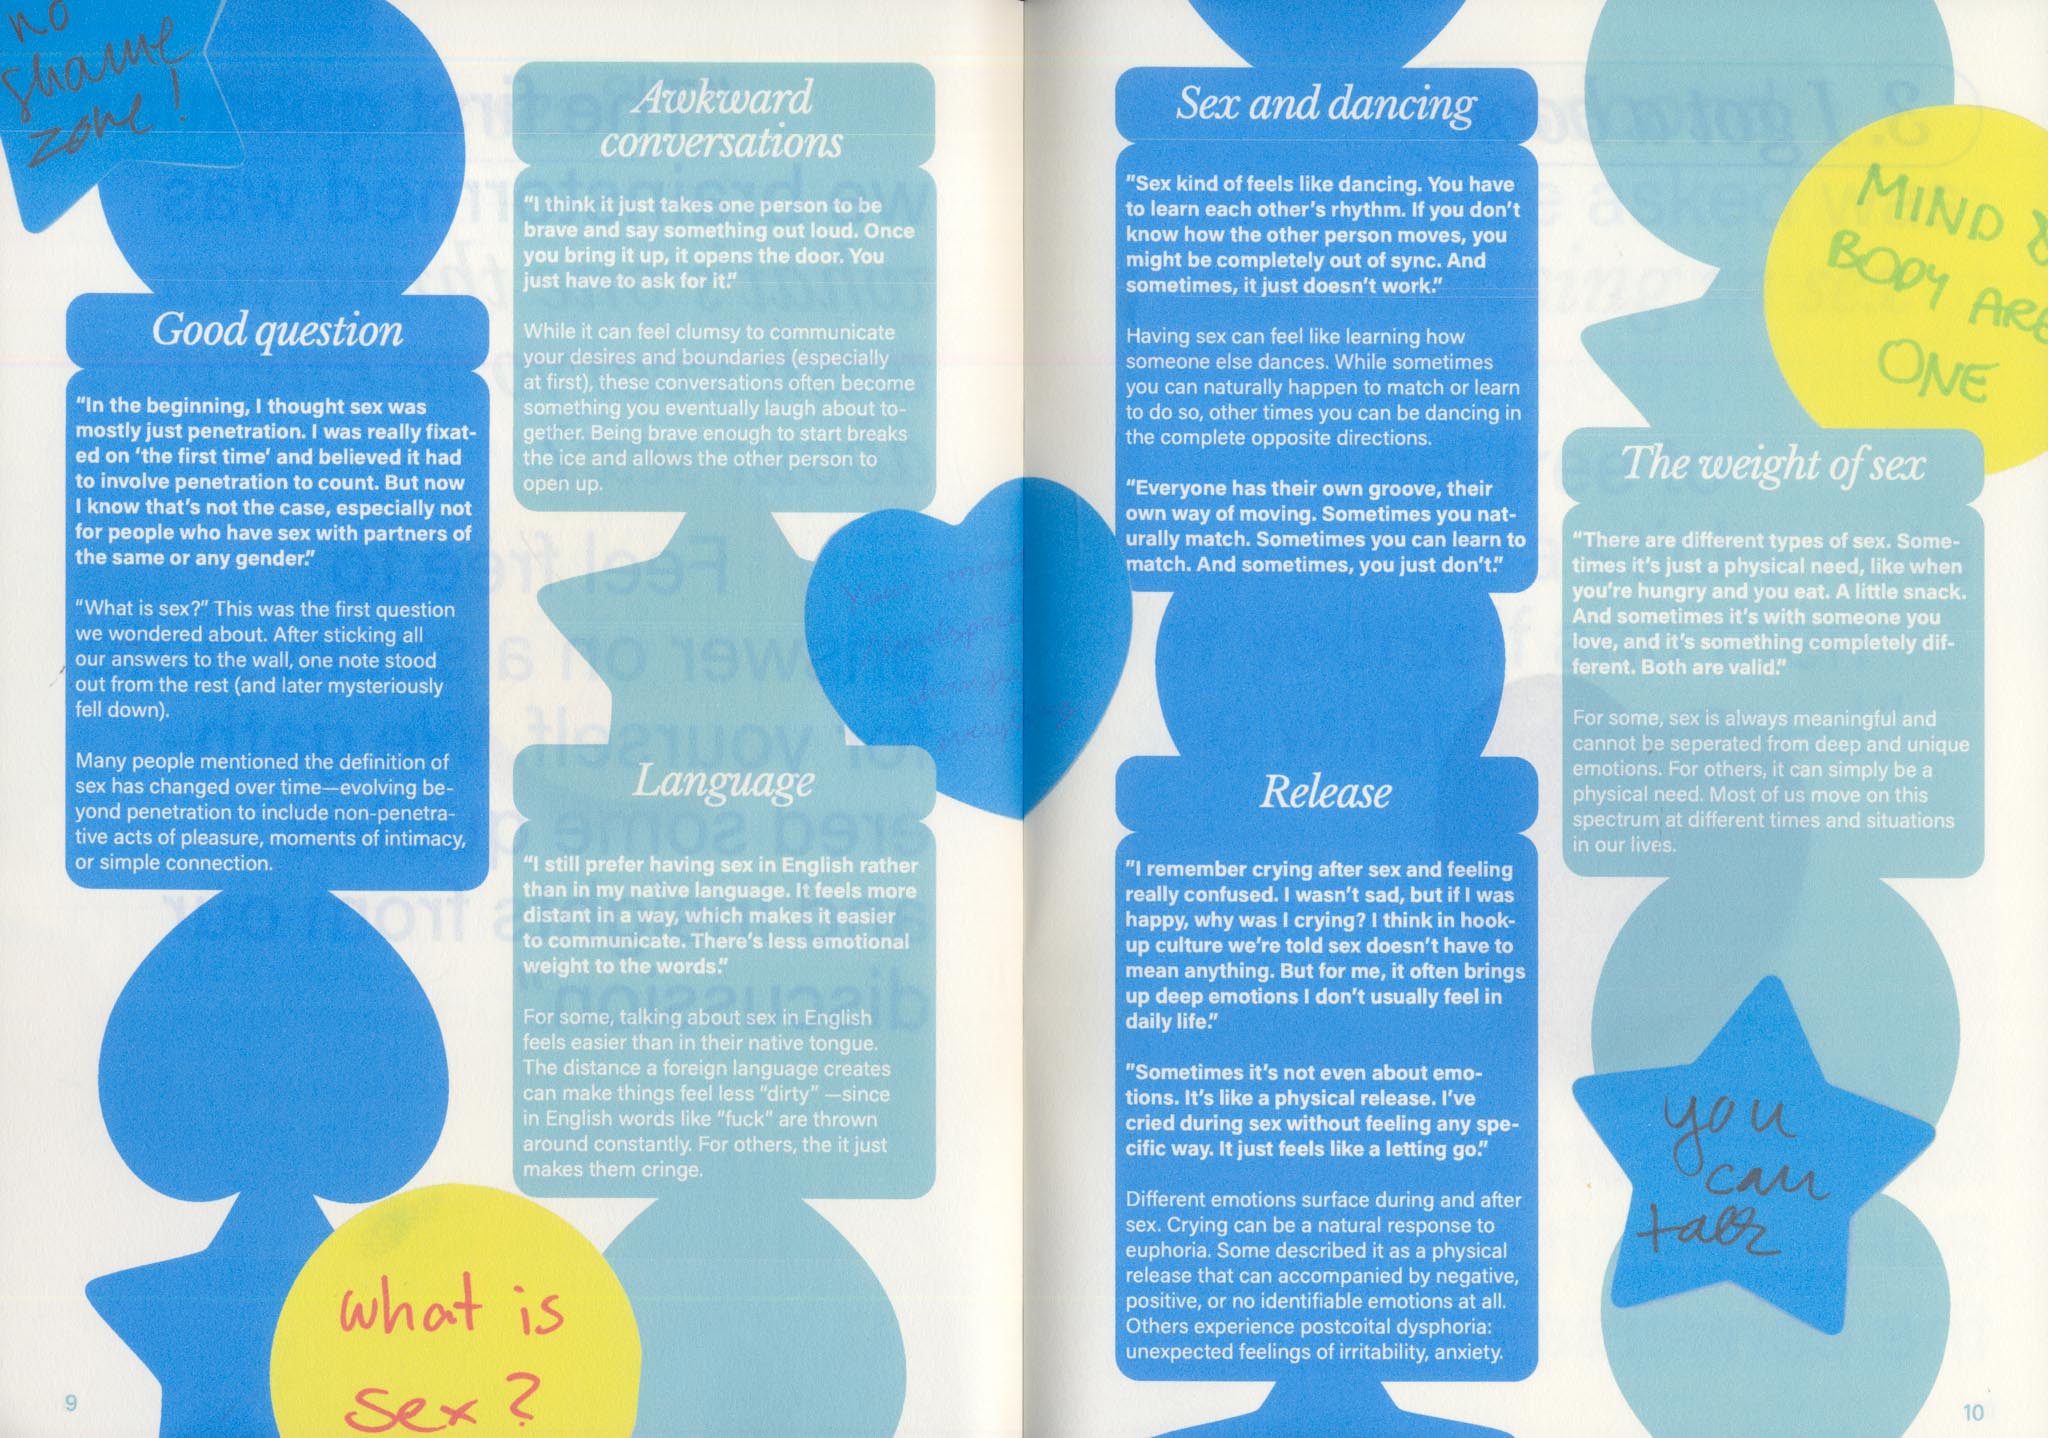 no
shame
zone!
Good question
"In the beginning, I thought sex was
mostly just penetration. I was really fixat-
ed on 'the first time' and believed it had
to involve penetration to count. But now
I know that's not the case, especially not
for people who have sex with partners of
the same or any gender."
"What is sex?" This was the first question
we wondered about. After sticking all
our answers to the wall, one note stood
out from the rest (and later mysteriously
fell down).
Many people mentioned the definition of
sex has changed over time—evolving be-
yond penetration to include non-penetra-
tive acts of pleasure, moments of intimacy,
or simple connection.
what is
sex?
9
Awkward
conversations
"I think it just takes one person to be
brave and say something out loud. Once
you bring it up, it opens the door. You
just have to ask for it."
While it can feel clumsy to communicate
your desires and boundaries (especially
at first), these conversations often become
something you eventually laugh about to-
gether. Being brave enough to start breaks
the ice and allows the other person to
open up.
Your mood
headspace
changes
everything
Language
"I still prefer having sex in English rather
than in my native language. It feels more
distant in a way, which makes it easier
to communicate. There's less emotional
weight to the words."
For some, talking about sex in English
feels easier than in their native tongue.
The distance a foreign language creates
can make things feel less "dirty" —since
in English words like "fuck" are thrown
around constantly. For others, the it just
makes them cringe.
Sex and dancing
"Sex kind of feels like dancing. You have
to learn each other's rhythm. If you don't
know how the other person moves, you
might be completely out of sync. And
sometimes, it just doesn't work."
Having sex can feel like learning how
someone else dances. While sometimes
you can naturally happen to match or learn
to do so, other times you can be dancing in
the complete opposite directions.
"Everyone has their own groove, their
own way of moving. Sometimes you nat-
urally match. Sometimes you can learn to
match. And sometimes, you just don't."
Release
"I remember crying after sex and feeling
really confused. I wasn't sad, but if I was
happy, why was I crying? I think in hook-
up culture we're told sex doesn't have to
mean anything. But for me, it often brings
up deep emotions I don't usually feel in
daily life."
"Sometimes it's not even about emo-
tions. It's like a physical release. I've
cried during sex without feeling any spe-
cific way. It just feels like a letting go."
Different emotions surface during and after
sex. Crying can be a natural response to
euphoria. Some described it as a physical
release that can accompanied by negative,
positive, or no identifiable emotions at all.
Others experience postcoital dysphoria:
unexpected feelings of irritability, anxiety.
MIND &
BODY ARE
ONE
The weight of sex
"There are different types of sex. Some-
times it's just a physical need, like when
you're hungry and you eat. A little snack.
And sometimes it's with someone you
love, and it's something completely dif-
ferent. Both are valid."
For some, sex is always meaningful and
cannot be seperated from deep and unique
emotions. For others, it can simply be a
physical need. Most of us move on this
spectrum at different times and situations
in our lives.
you
can
talk
10